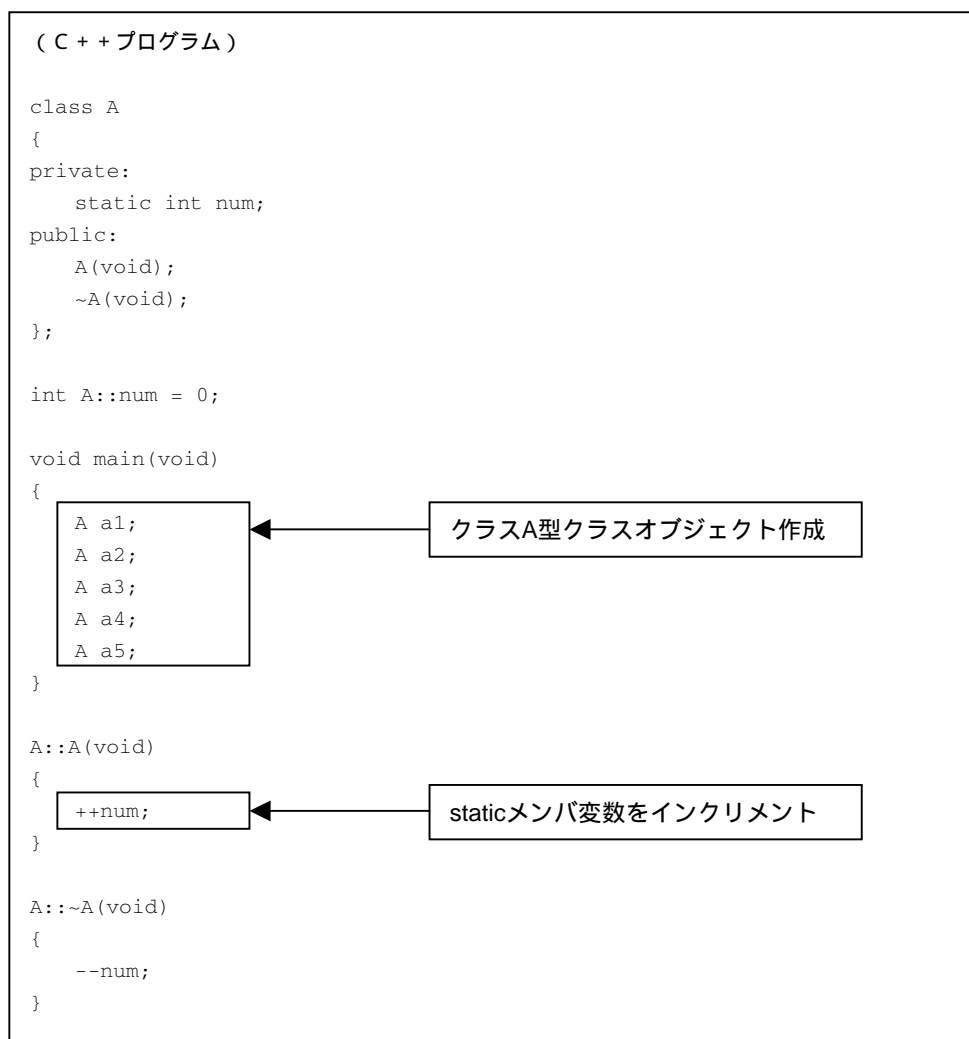 （C++プログラム）
class A
{
private:
    static int num;
public:
    A(void);
    ~A(void);
};
int A::num = 0;
void main(void)
{
    A a1;
クラスA型クラスオブジェクト作成
    A a2;
    A a3;
    A a4;
    A a5;
}
A::A(void)
{
    ++num;
staticメンバ変数をインクリメント
}
A::~A(void)
{
    --num;
}